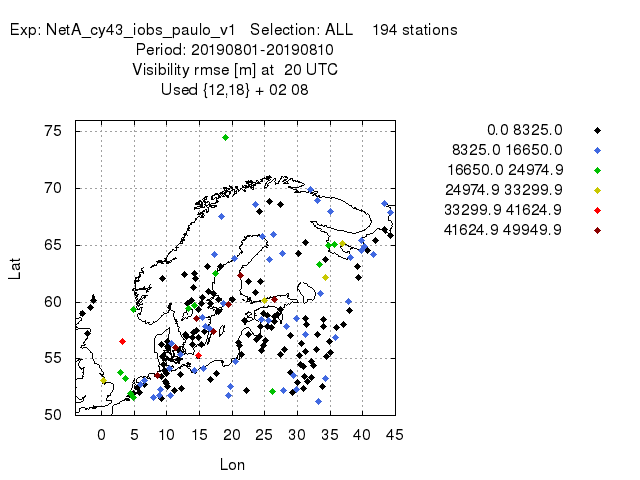 Exp: NetA_cy43_iobs_paulo_v1 Selection: ALL 194 stations
Period: 20190801-20190810
Visibility rmse [m] at 20 UTC
Used {12,18} + 02 08
0.0 8325.0
8325.0 16650.0
16650.0 24974.9
24974.9 33299.9
33299.9 41624.9
41624.9 49949.9
75
70
65
60
55
50
Lat
0 5 10 15 20 25 30 35 40 45
Lon